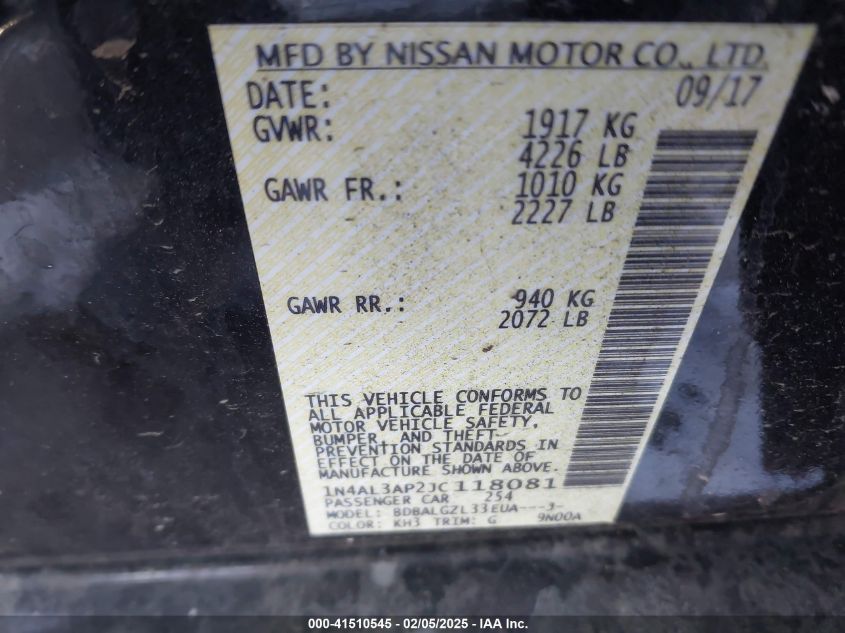 MFD BY NISSAN MOTOR CO., LTD.
DATE: 09/17
GVWR: 1917 KG
4226 LB
GAWR FR.: 1010 KG
2227 LB
GAWR RR.: 940 KG
2072 LB
THIS VEHICLE CONFORMS TO
ALL APPLICABLE FEDERAL
MOTOR VEHICLE SAFETY,
BUMPER, AND THEFT
PREVENTION STANDARDS IN
EFFECT ON THE DATE OF
MANUFACTURE SHOWN ABOVE.
1N4AL3AP2JC118081
PASSENGER CAR 254
MODEL: BDBALGZL33EUA---3-
COLOR: KH3 TRIM: G 9N00A
000-41510545 - 02/05/2025 - IAA Inc.